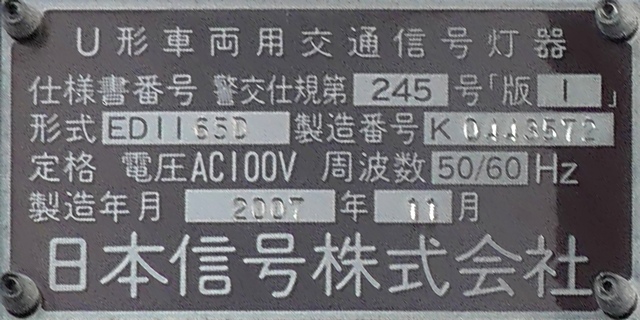 U形車両用交通信号灯器
仕様書番号 警交仕規第 245 号「版 1 」
形式 ED1165D 製造番号 K 0443572
定格 電圧AC100V 周波数 50/60 Hz
製造年月 2007 年 11 月
日本信号株式会社